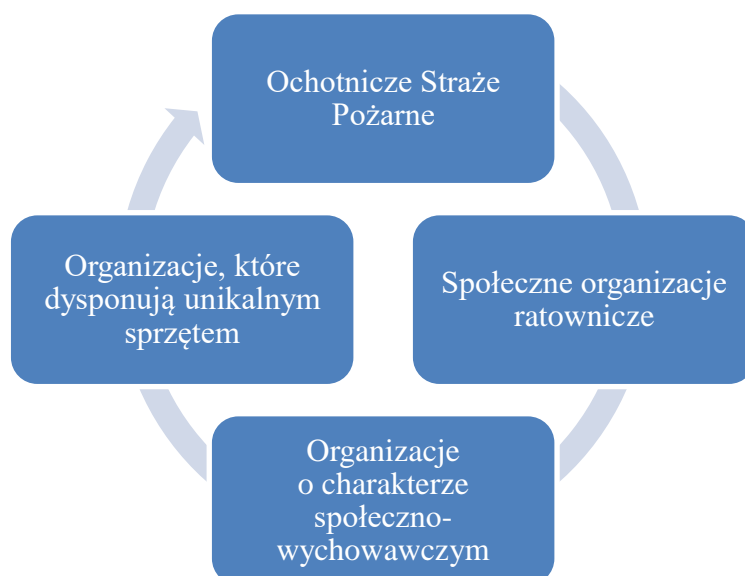 Ochotnicze Straże
Pożarne
Organizacje, które
dysponują unikalnym
sprzętem
Społeczne organizacje
ratownicze
Organizacje
o charakterze
społeczno-
wychowawczym